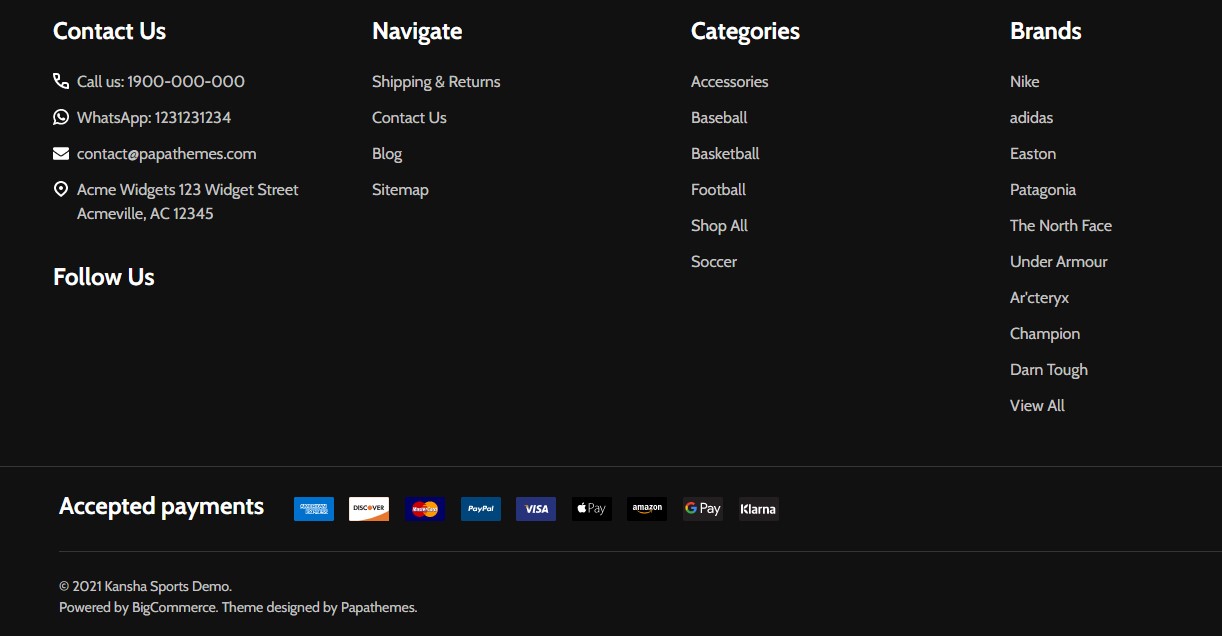 Contact Us
Call us: 1900-000-000
WhatsApp: 1231231234
contact@papathemes.com
Acme Widgets 123 Widget Street
Acmeville, AC 12345
Follow Us
Navigate
Shipping & Returns
Contact Us
Blog
Sitemap
Categories
Accessories
Baseball
Basketball
Football
Shop All
Soccer
Brands
Nike
adidas
Easton
Patagonia
The North Face
Under Armour
Ar'cteryx
Champion
Darn Tough
View All
Accepted payments AMERICAN EXPRESS DISCOVER MasterCard PayPal VISA Pay amazon G Pay Klarna
© 2021 Kansha Sports Demo.
Powered by BigCommerce. Theme designed by Papathemes.